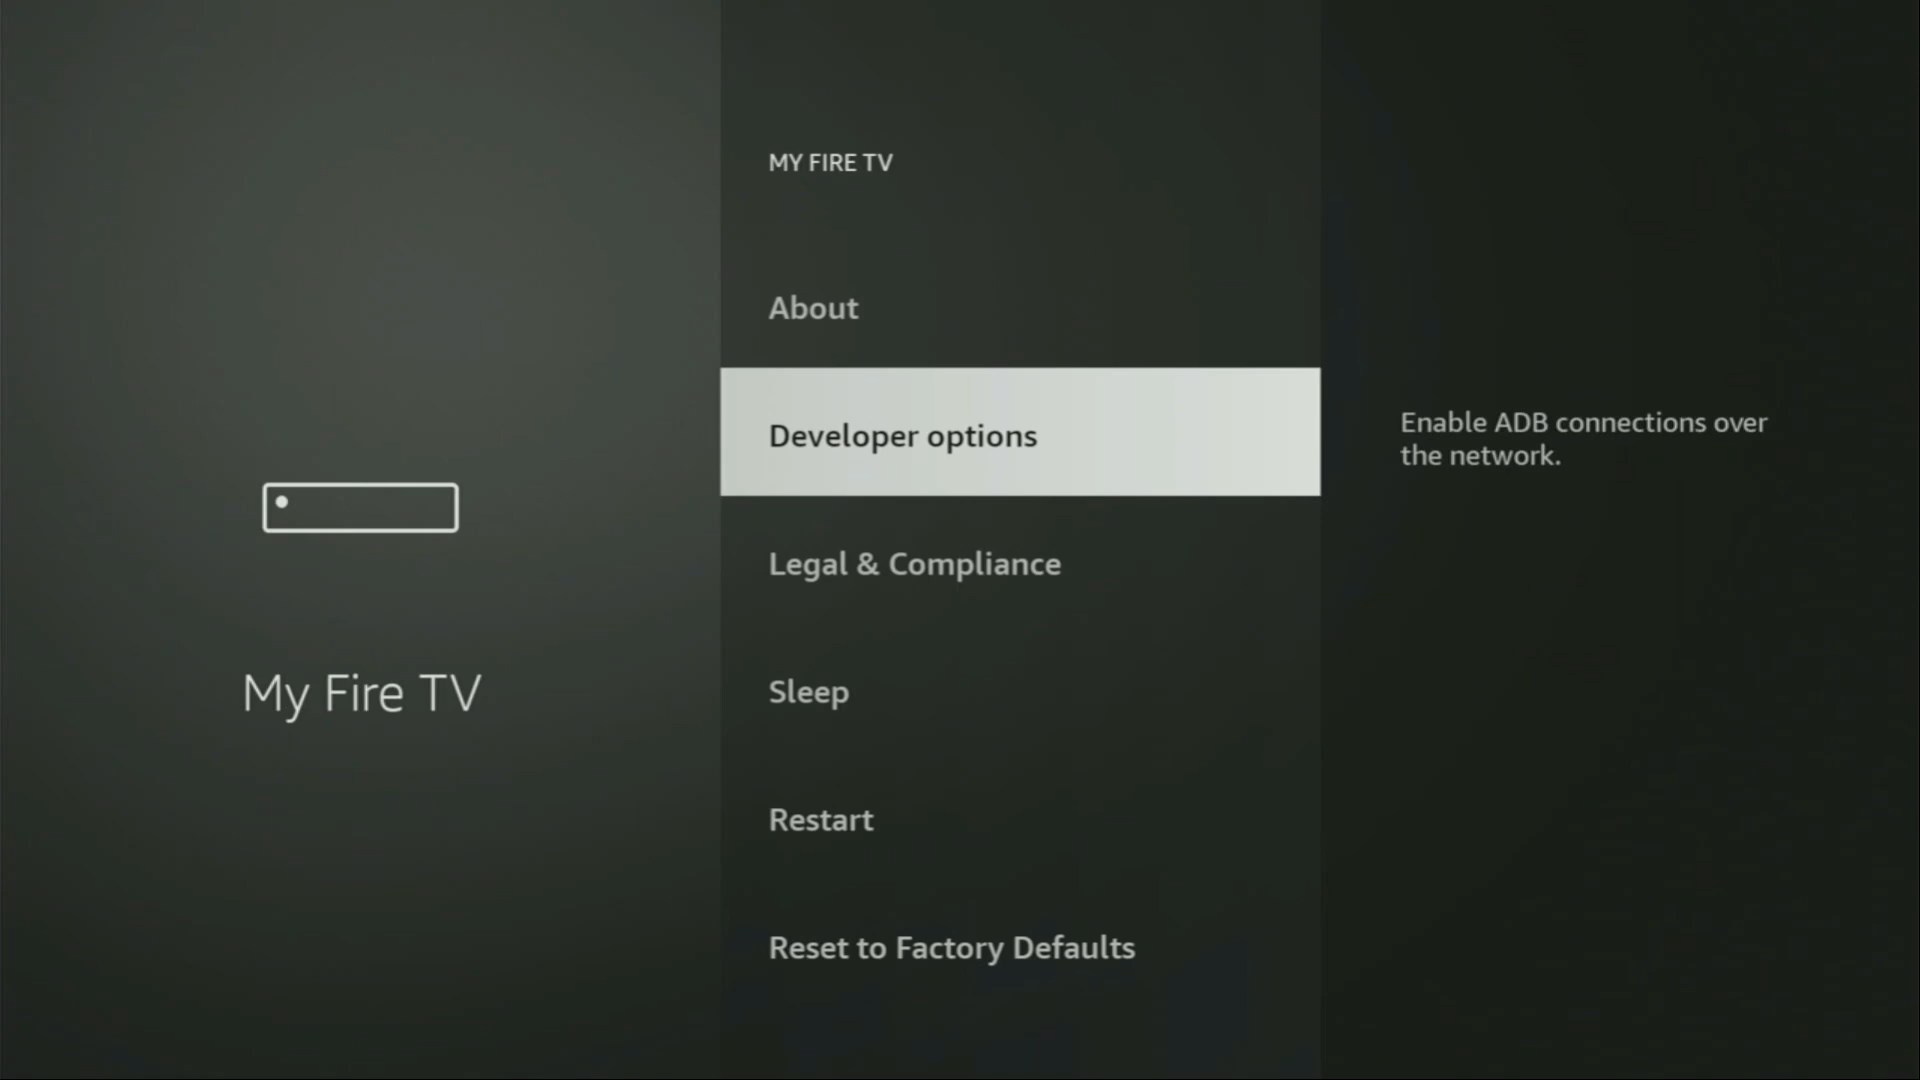 MY FIRE TV
About
Developer options
Enable ADB connections over
the network.
Legal & Compliance
My Fire TV
Sleep
Restart
Reset to Factory Defaults